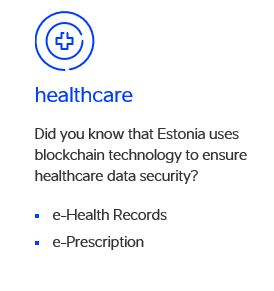 healthcare
Did you know that Estonia uses
blockchain technology to ensure
healthcare data security?
e-Health Records
e-Prescription